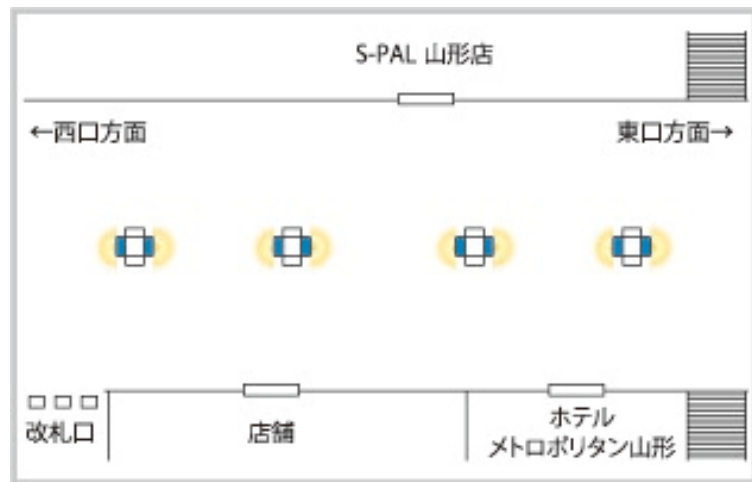 S-PAL 山形店
←西口方面
東口方面→
改札口
店舗
ホテル
メトロポリタン山形